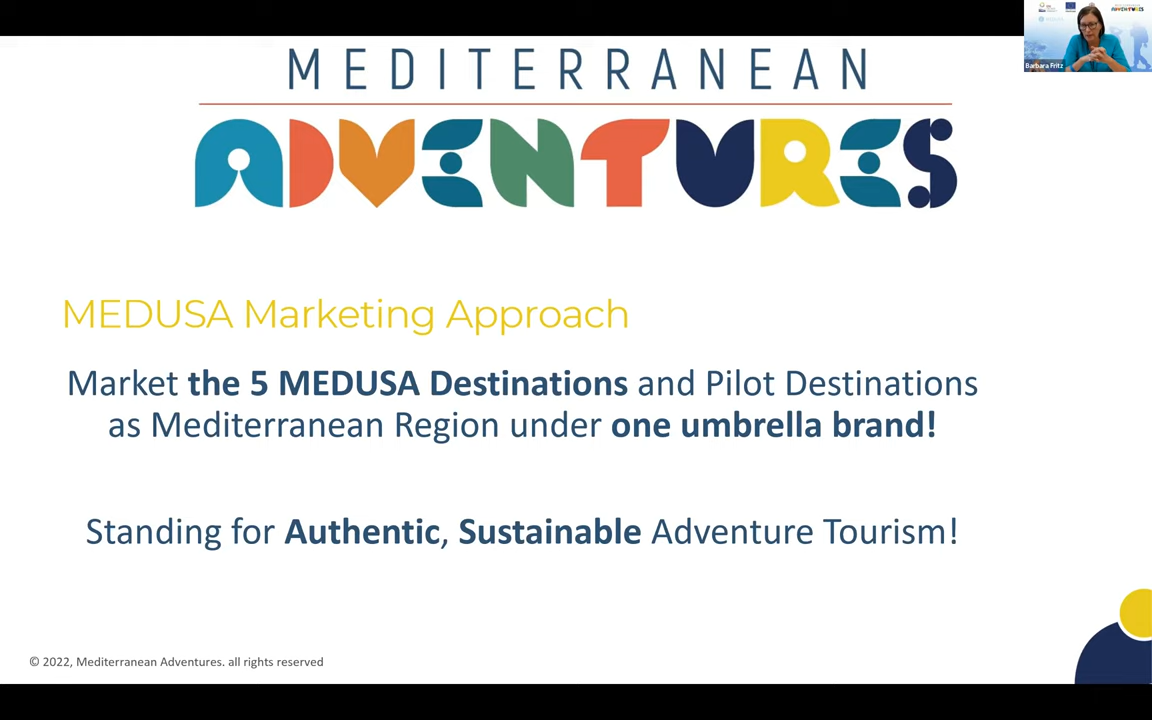 MEDITERRANEAN
ADVENTURES
MEDUSA Marketing Approach
Market the 5 MEDUSA Destinations and Pilot Destinations
as Mediterranean Region under one umbrella brand!
Standing for Authentic, Sustainable Adventure Tourism!
© 2022, Mediterranean Adventures. all rights reserved
ADVENTURES
Barbara Fritz